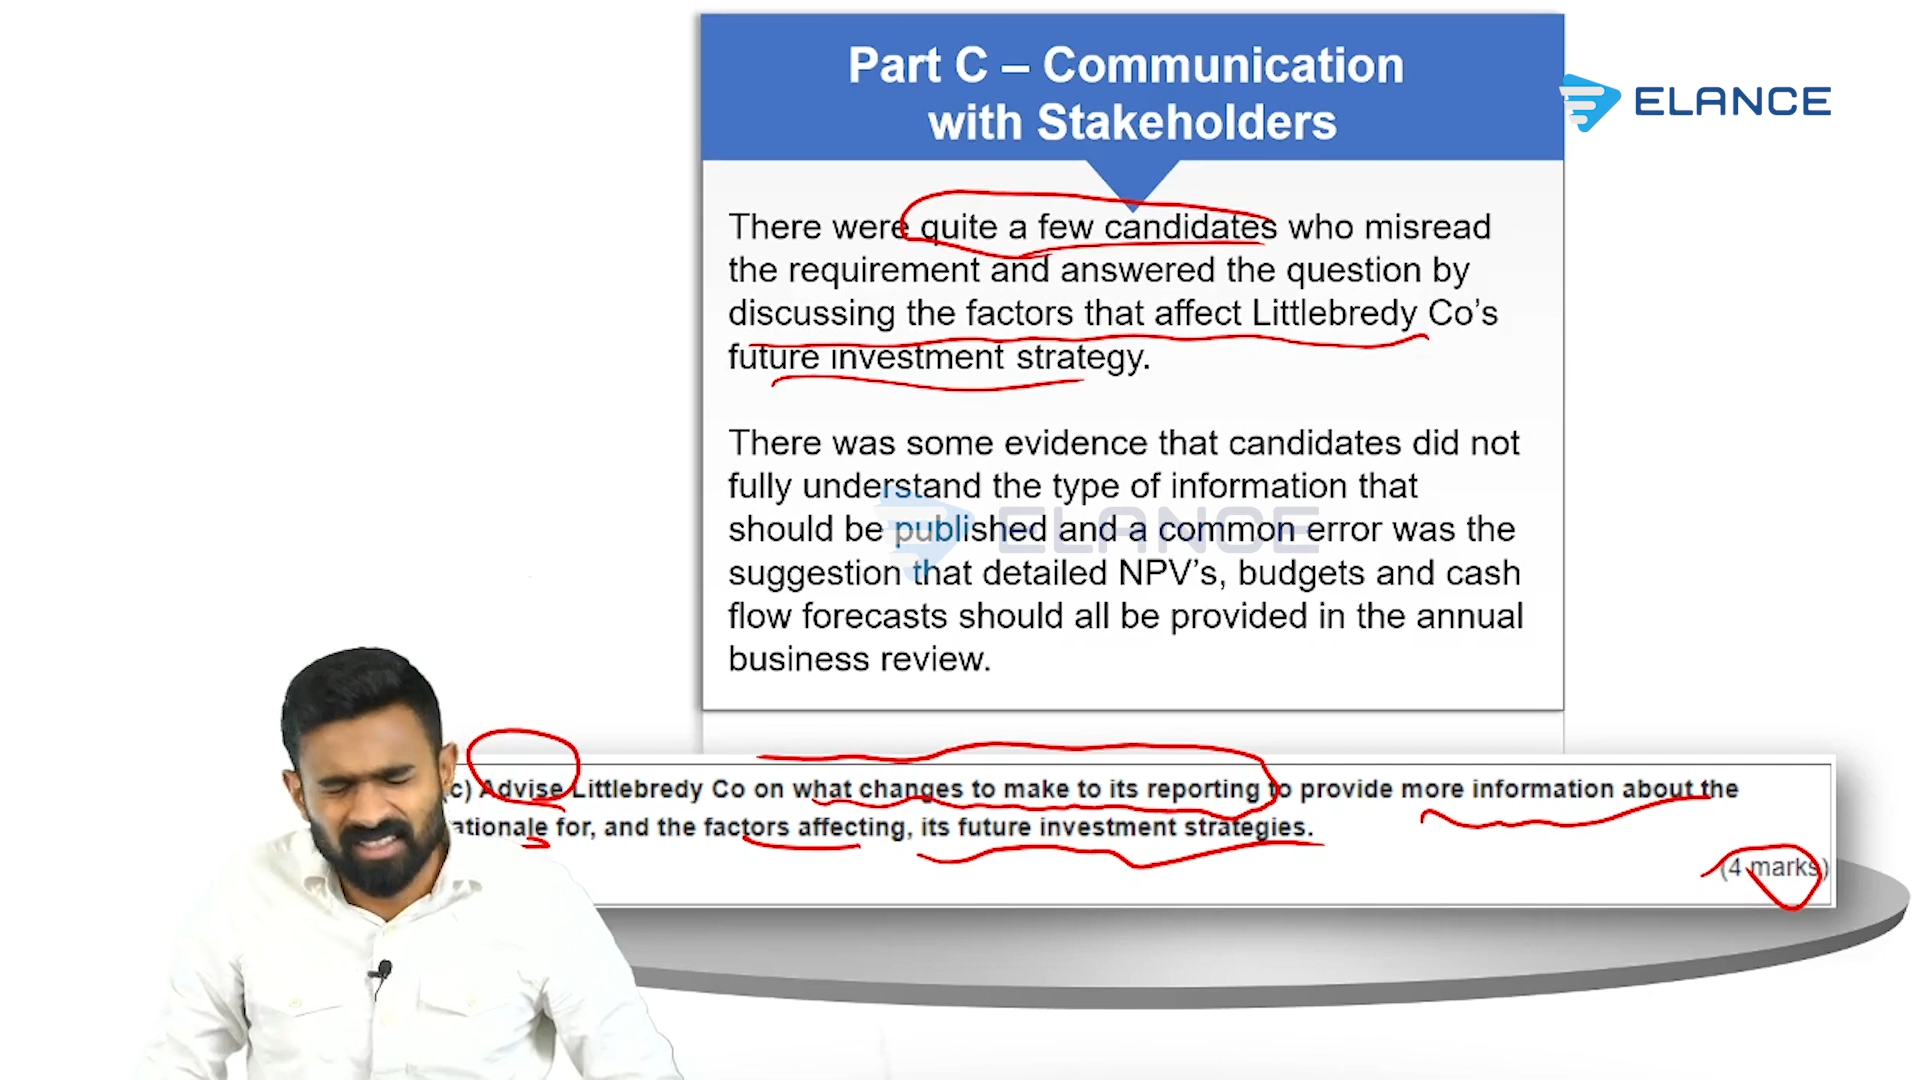 Part C – Communication
with Stakeholders
ELANCE
There were quite a few candidates who misread
the requirement and answered the question by
discussing the factors that affect Littlebredy Co’s
future investment strategy.
There was some evidence that candidates did not
fully understand the type of information that
should be published and a common error was the
ELANCE
suggestion that detailed NPV’s, budgets and cash
flow forecasts should all be provided in the annual
business review.
(c) Advise Littlebredy Co on what changes to make to its reporting to provide more information about the
ationale for, and the factors affecting, its future investment strategies.
(4 marks)